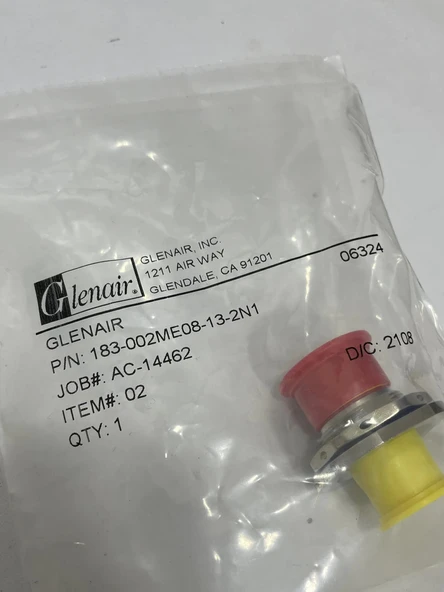 Glenair®
GLENAIR, INC.
1211 AIR WAY
GLENDALE, CA 91201
06324
GLENAIR
P/N: 183-002ME08-13-2N1
JOB#: AC-14462
D/C: 2108
ITEM#: 02
QTY: 1